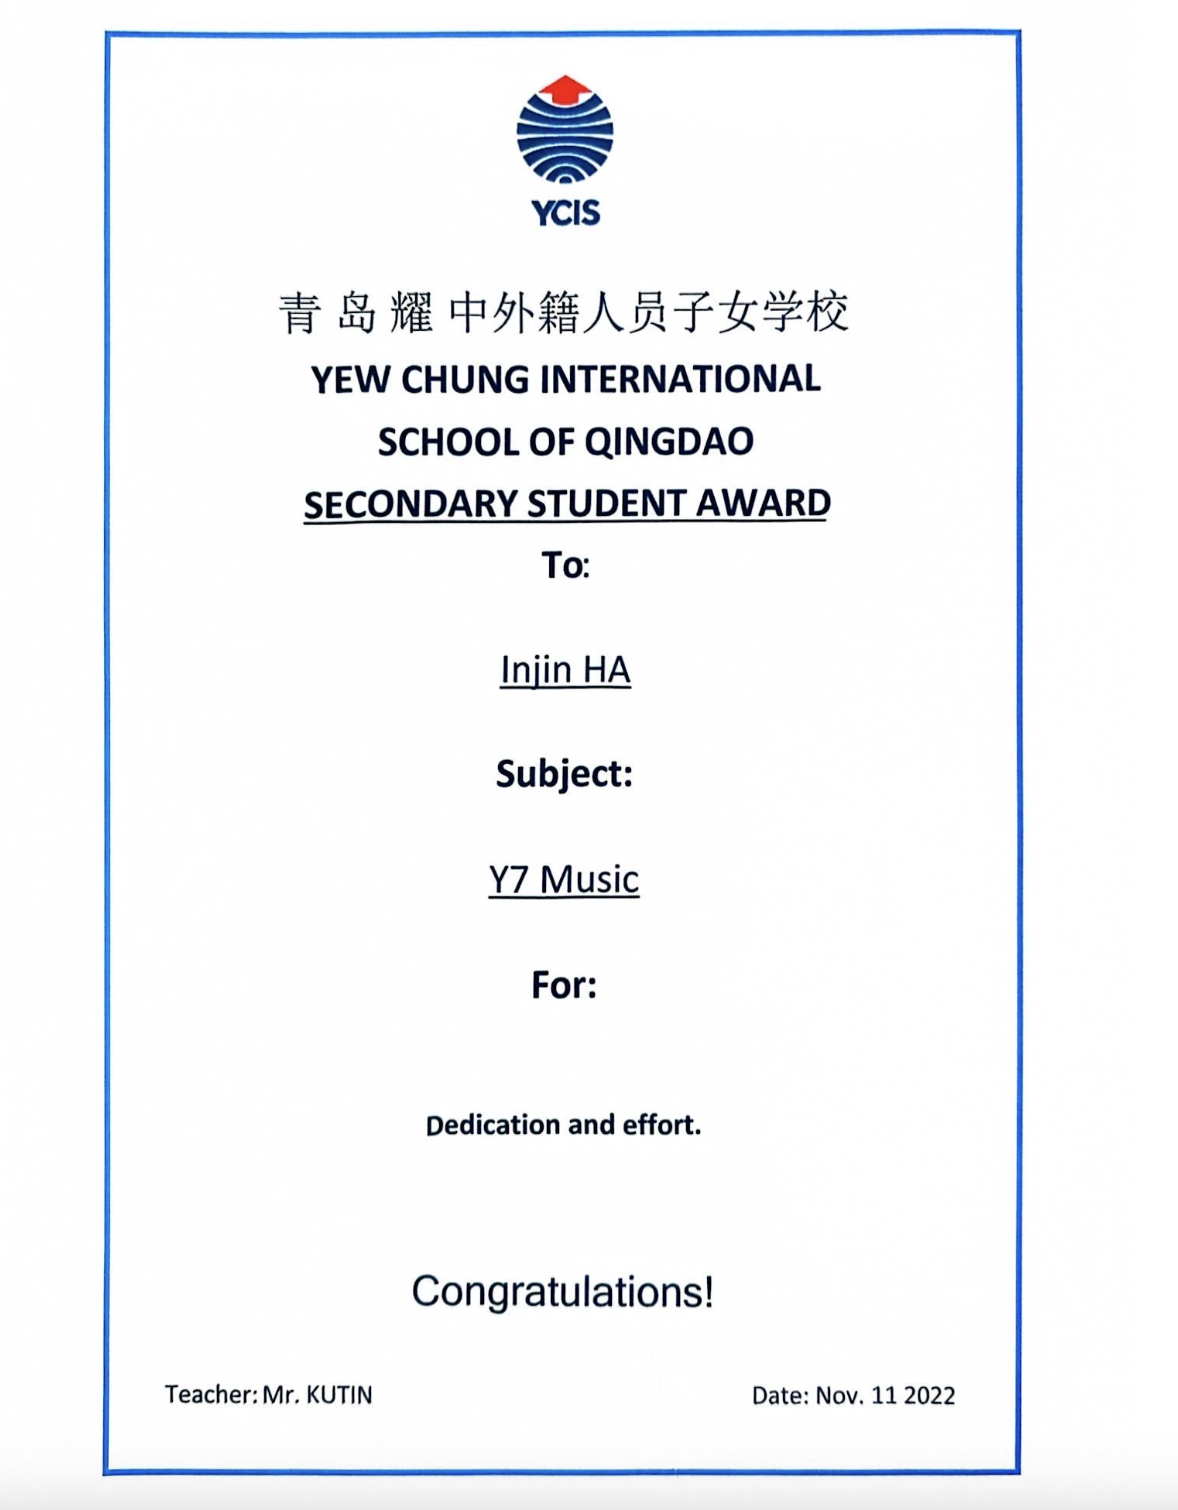 YCIS
青 岛 耀 中外籍人员子女学校
YEW CHUNG INTERNATIONAL
SCHOOL OF QINGDAO
SECONDARY STUDENT AWARD
To:
Injin HA
Subject:
Y7 Music
For:
Dedication and effort.
Congratulations!
Teacher: Mr. KUTIN
Date: Nov. 11 2022